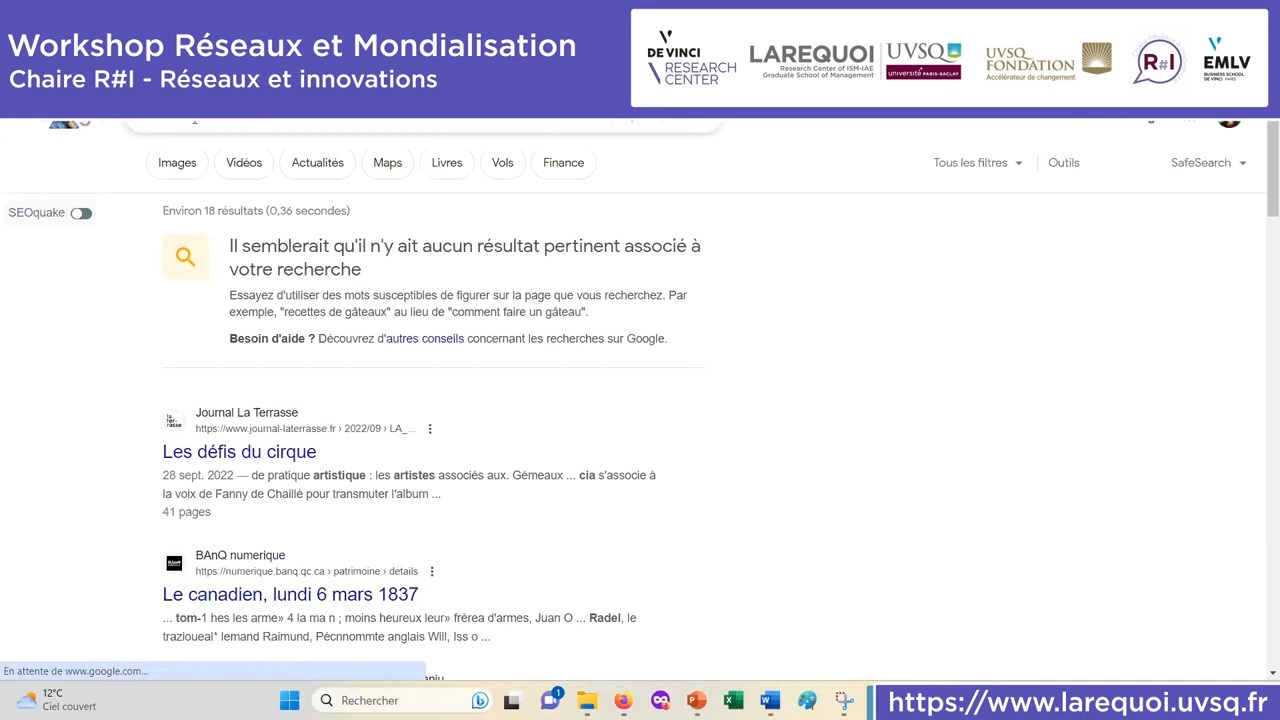 Workshop Réseaux et Mondialisation
Chaire R#I - Réseaux et innovations
DE VINCI
RESEARCH
CENTER
LAREQUOI
Research Center of ISM-IAE
Graduate School of Management
UVSQ
université PARIS-SACLAY
UVSQ
FONDATION
Accélérateur de changement
R#I
EMLV
BUSINESS SCHOOL
DE VINCI PARIS
Images
Vidéos
Actualités
Maps
Livres
Vols
Finance
Tous les filtres
Outils
SafeSearch
SEOquake
Environ 18 résultats (0,36 secondes)
Il semblerait qu'il n'y ait aucun résultat pertinent associé à
votre recherche
Essayez d'utiliser des mots susceptibles de figurer sur la page que vous recherchez. Par
exemple, "recettes de gâteaux" au lieu de "comment faire un gâteau".
Besoin d'aide ? Découvrez d'autres conseils concernant les recherches sur Google.
la
ter-
rasse
Journal La Terrasse
https://www.journal-laterrasse.fr › 2022/09 › LA_...
Les défis du cirque
28 sept. 2022 — de pratique artistique : les artistes associés aux. Gémeaux ... cia s'associe à
la voix de Fanny de Chaillé pour transmuter l'album ...
41 pages
BAnQ numerique
https://numerique.banq.qc.ca › patrimoine › details
Le canadien, lundi 6 mars 1837
... tom-1 hes les arme» 4 la ma n ; moins heureux leur» frèrea d'armes, Juan O ... Radel, le
trazioueal* lemand Raimund, Pécnnommte anglais Will, Iss o ...
En attente de www.google.com...
12°C
Ciel couvert
Rechercher
1
https://www.larequoi.uvsq.fr